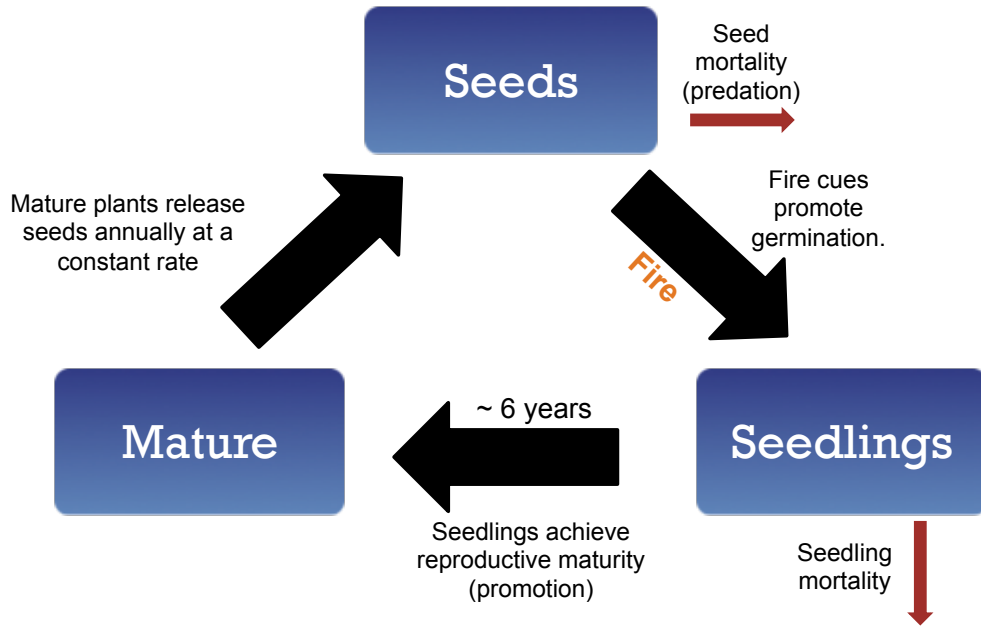 Seeds
Seed
mortality
(predation)
Mature plants release
seeds annually at a
constant rate
Fire cues
promote
germination.
Fire
Mature
~ 6 years
Seedlings
Seedlings achieve
reproductive maturity
(promotion)
Seedling
mortality